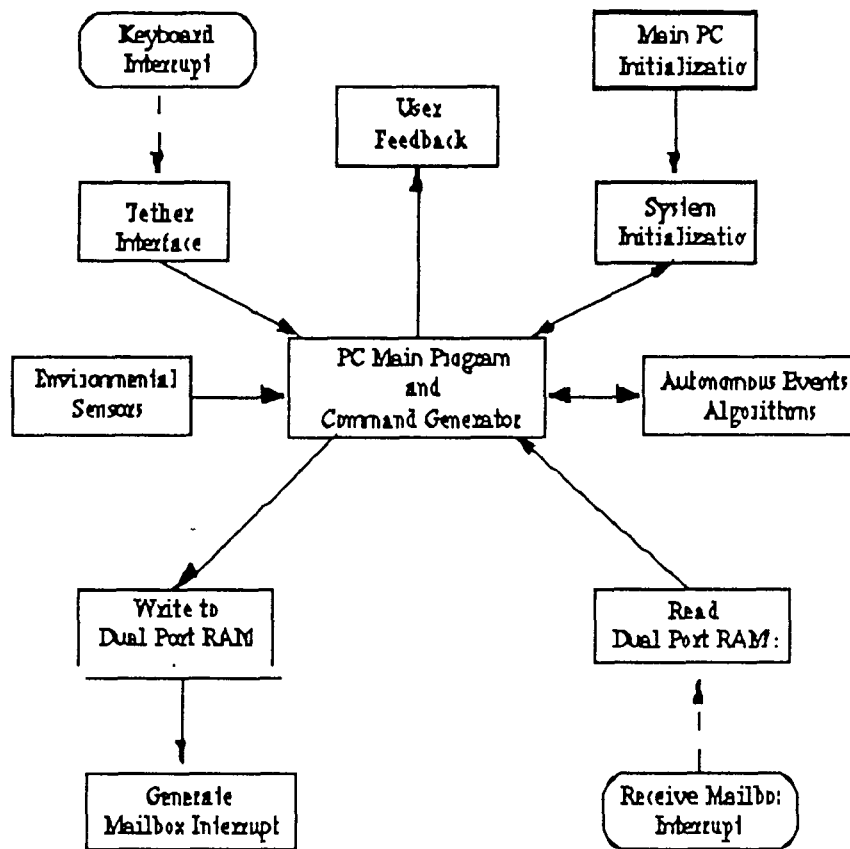 Keyboard
Interrupt
Main PC
Initializatio
User
Feedback
Tether
Interface
System
Initializatio
Environmental
Sensors
PC Main Program
and
Command Generator
Autonomous Events
Algorithms
Write to
Dual Port RAM
Read
Dual Port RAM:
Generate
Mailbox Interrupt
Receive Mailbo:
Interrupt